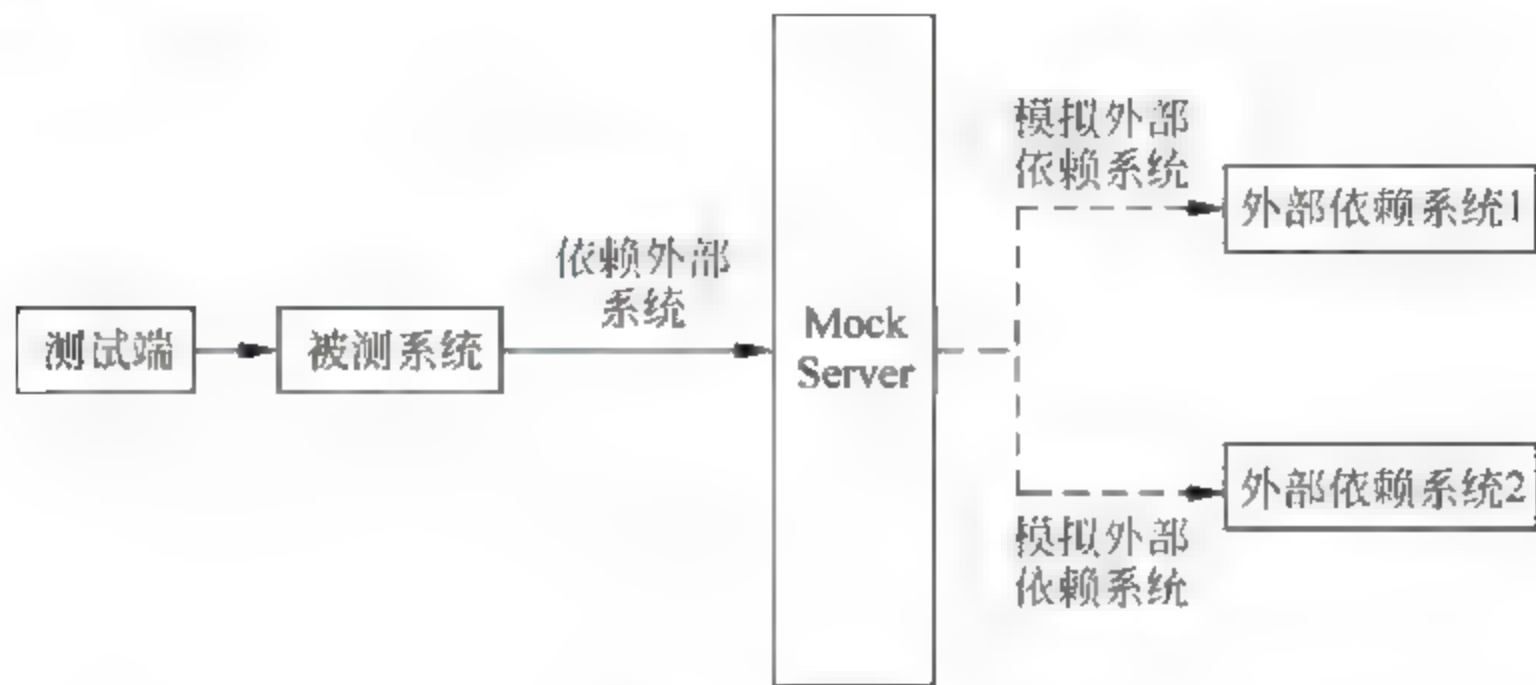 模拟外部
依赖系统
外部依赖系统1
依赖外部
系统
测试端
被测系统
Mock
Server
外部依赖系统2
模拟外部
依赖系统